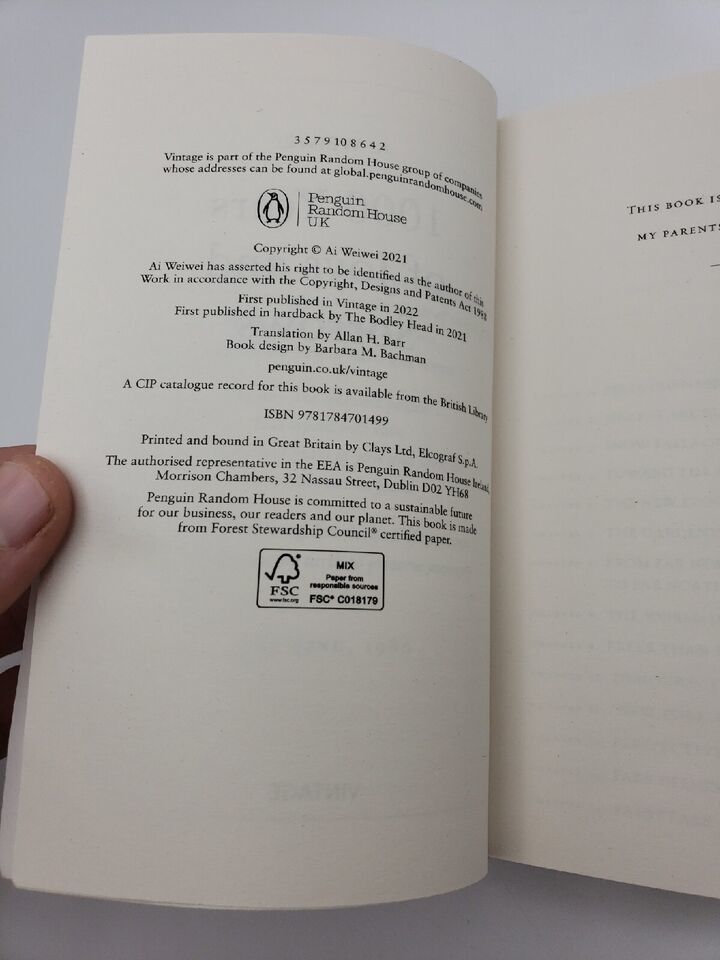 3 5 7 9 10 8 6 4 2
Vintage is part of the Penguin Random House group of companies
whose addresses can be found at global.penguinrandomhouse.com
Penguin
Random House
UK
Copyright © Ai Weiwei 2021
Ai Weiwei has asserted his right to be identified as the author of this
Work in accordance with the Copyright, Designs and Patents Act 1988
First published in Vintage in 2022
First published in hardback by The Bodley Head in 2021
Translation by Allan H. Barr
Book design by Barbara M. Bachman
penguin.co.uk/vintage
A CIP catalogue record for this book is available from the British Library
ISBN 9781784701499
Printed and bound in Great Britain by Clays Ltd, Elcograf S.p.A.
The authorised representative in the EEA is Penguin Random House Ireland,
Morrison Chambers, 32 Nassau Street, Dublin D02 YH68
Penguin Random House is committed to a sustainable future
for our business, our readers and our planet. This book is made
from Forest Stewardship Council® certified paper.
FSC
www.fsc.org
MIX
Paper from
responsible sources
FSC® C018179
THIS BOOK IS
MY PARENTS